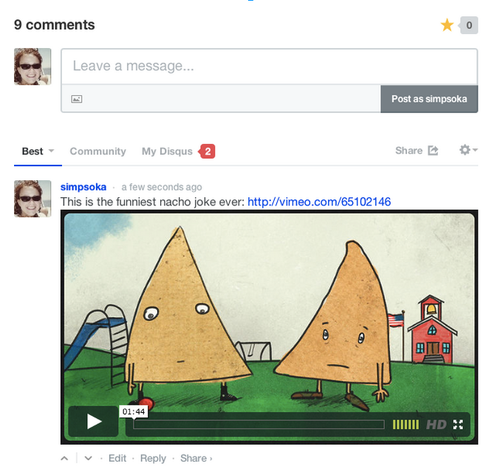 9 comments
0
Leave a message...
Post as simpsoka
Best Community My Disqus 2 Share
simpsoka · a few seconds ago
This is the funniest nacho joke ever: http://vimeo.com/65102146
01:44
HD
· Edit · Reply · Share ›